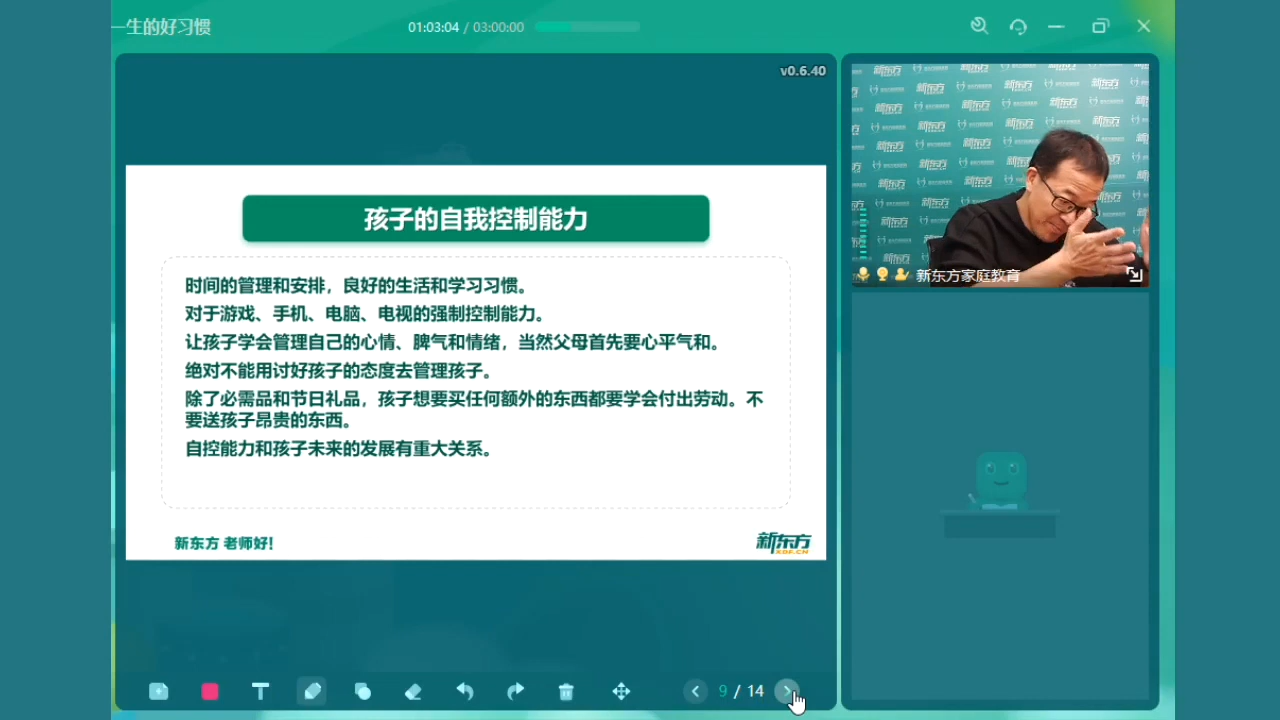 一生的好习惯
01:03:04 / 03:00:00
v0.6.40
孩子的自我控制能力
时间的管理和安排，良好的生活和学习习惯。
对于游戏、手机、电脑、电视的强制控制能力。
让孩子学会管理自己的心情、脾气和情绪，当然父母首先要心平气和。
绝对不能用讨好孩子的态度去管理孩子。
除了必需品和节日礼品，孩子想要买任何额外的东西都要学会付出劳动。不
要送孩子昂贵的东西。
自控能力和孩子未来的发展有重大关系。
新东方 老师好！
新东方
XDF.CN
新东方家庭教育
9 / 14